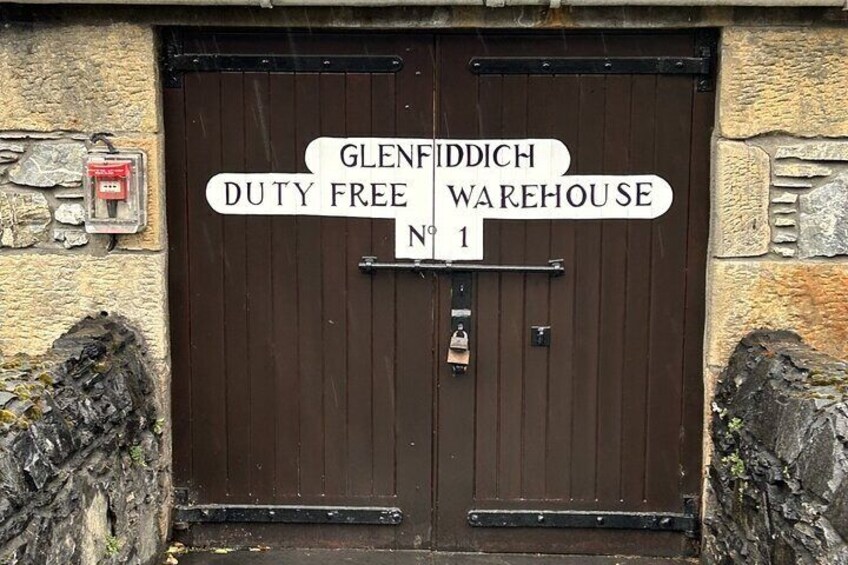 GLENFIDDICH
DUTY FREE WAREHOUSE
Nº 1